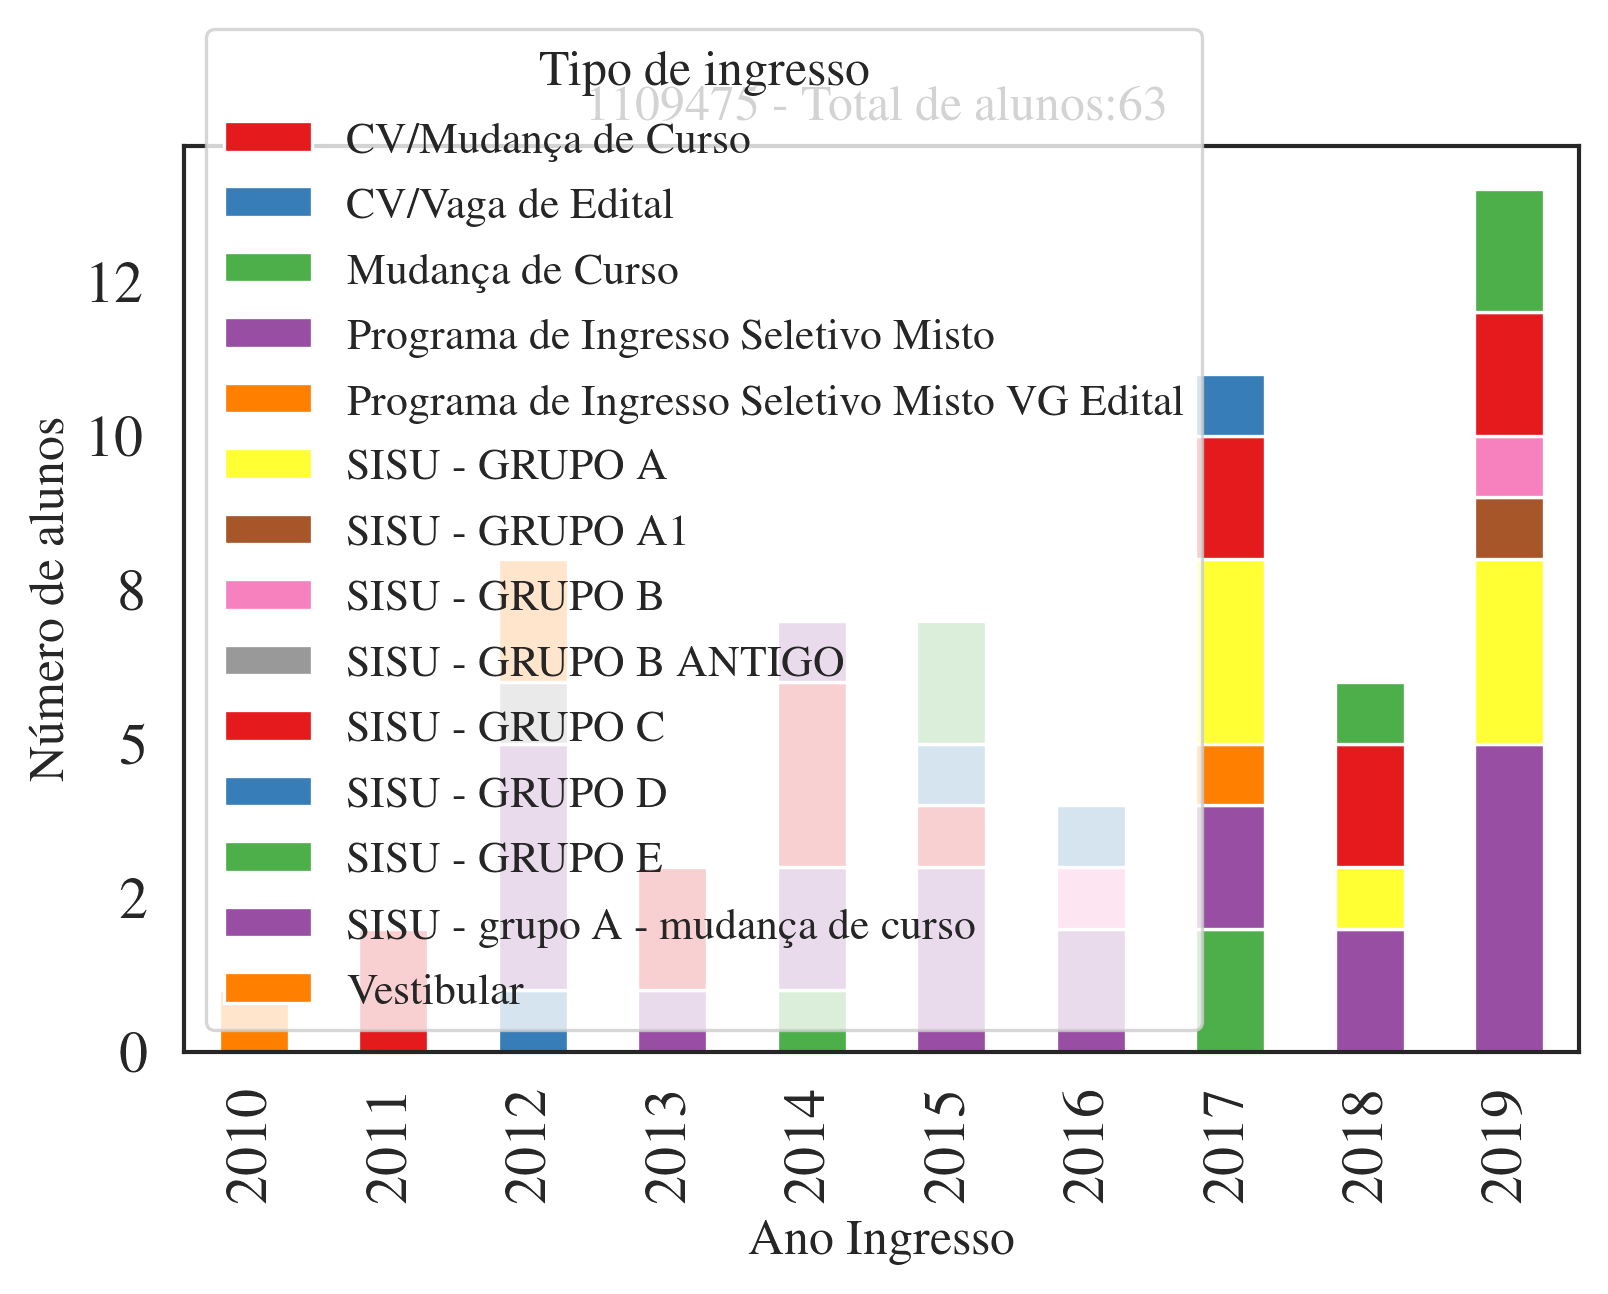 Tipo de ingresso
1109475 - Total de alunos:63
CV/Mudança de Curso
CV/Vaga de Edital
Mudança de Curso
Programa de Ingresso Seletivo Misto
Programa de Ingresso Seletivo Misto VG Edital
SISU - GRUPO A
SISU - GRUPO A1
SISU - GRUPO B
SISU - GRUPO B ANTIGO
SISU - GRUPO C
SISU - GRUPO D
SISU - GRUPO E
SISU - grupo A - mudança de curso
Vestibular
Número de alunos
12
10
8
5
2
0
2010
2011
2012
2013
2014
2015
2016
2017
2018
2019
Ano Ingresso